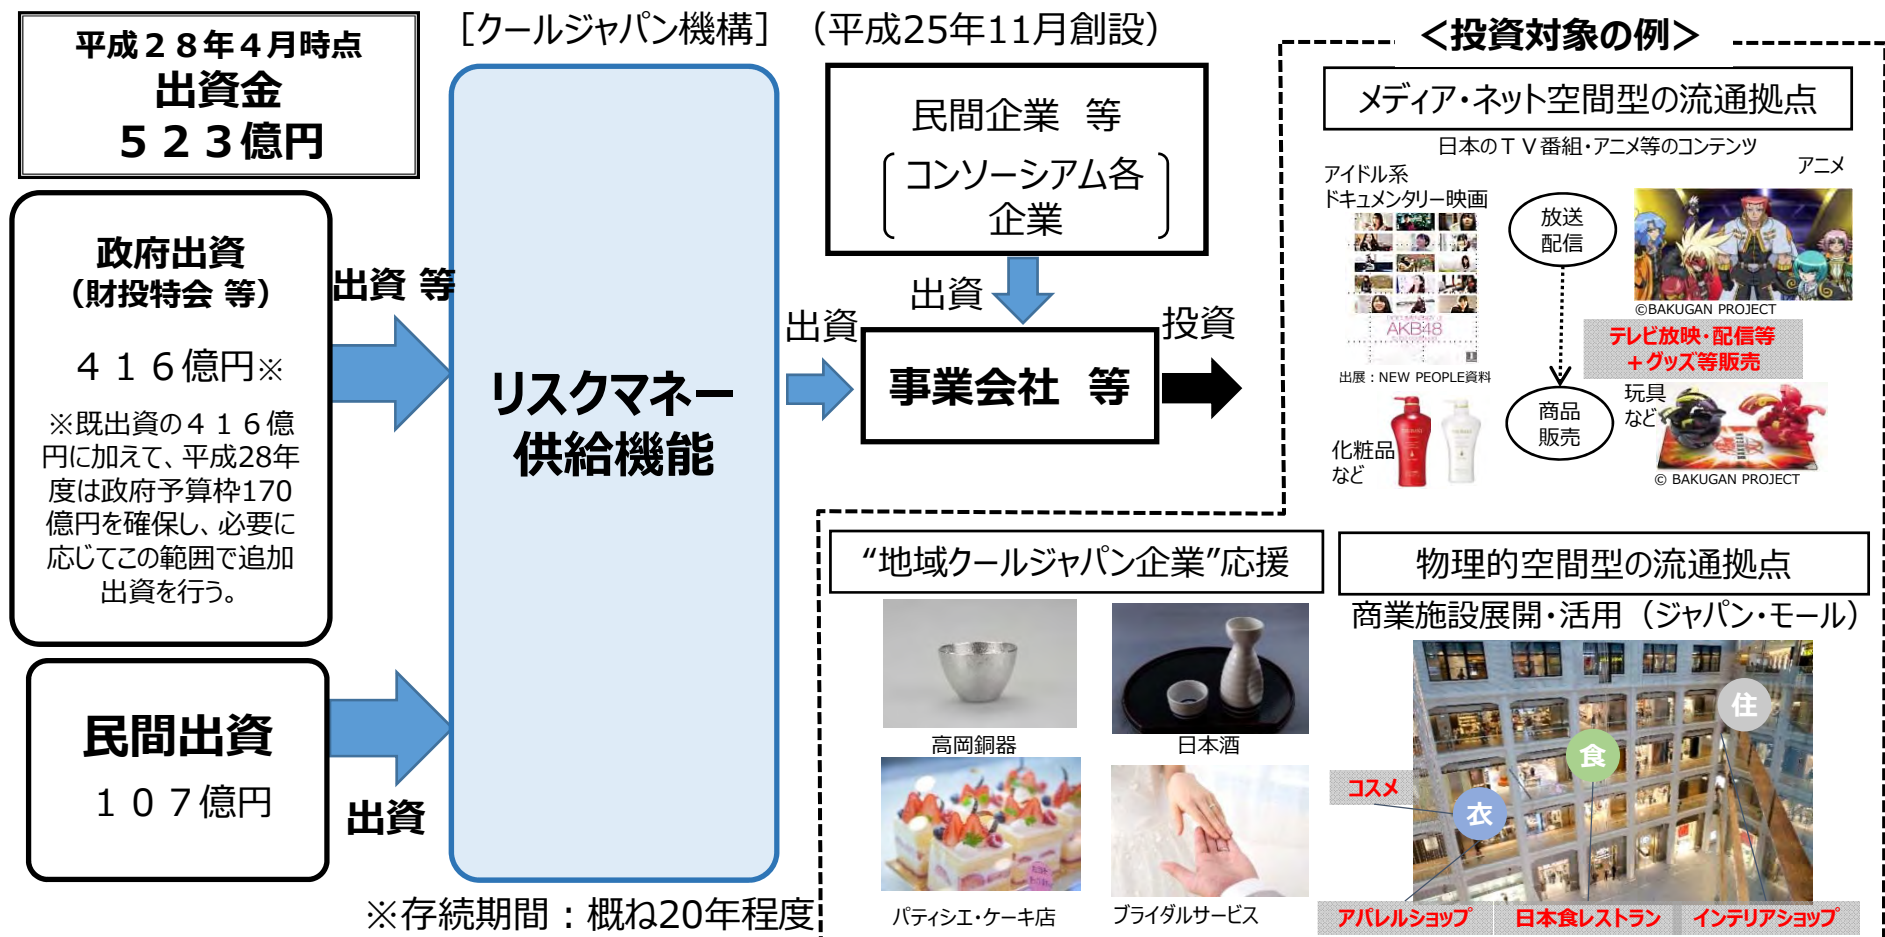 平成２８年４月時点
出資金
５２３億円
[クールジャパン機構] （平成25年11月創設）
政府出資
（財投特会 等）
４１６億円※
※既出資の４１６億
円に加えて、平成28年
度は政府予算枠170
億円を確保し、必要に
応じてこの範囲で追加
出資を行う。
出資 等
民間出資
１０７億円
出資
リスクマネー
供給機能
※存続期間：概ね20年程度
民間企業 等
コンソーシアム各
企業
出資
出資
事業会社 等
投資
＜投資対象の例＞
メディア・ネット空間型の流通拠点
日本のＴＶ番組・アニメ等のコンテンツ
アイドル系
ドキュメンタリー映画
AKB48
出展：NEW PEOPLE資料
放送
配信
アニメ
©BAKUGAN PROJECT
テレビ放映・配信等
＋グッズ等販売
商品
販売
化粧品
など
玩具
など
© BAKUGAN PROJECT
“地域クールジャパン企業”応援
高岡銅器
日本酒
パティシエ・ケーキ店
ブライダルサービス
物理的空間型の流通拠点
商業施設展開・活用（ジャパン・モール）
住
食
衣
コスメ
アパレルショップ
日本食レストラン
インテリアショップ